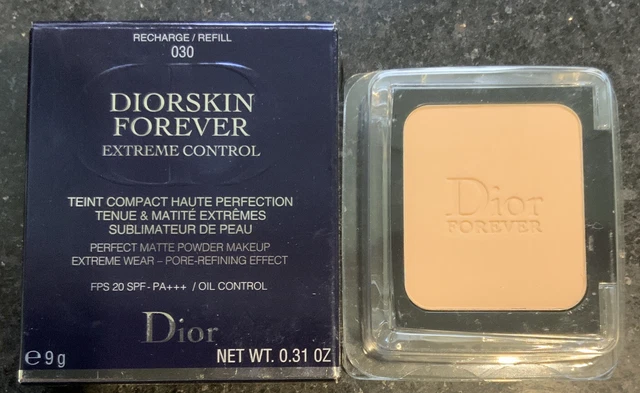 RECHARGE / REFILL
030
DIORSKIN
FOREVER
EXTREME CONTROL
TEINT COMPACT HAUTE PERFECTION
TENUE & MATITÉ EXTRÊMES
SUBLIMATEUR DE PEAU
PERFECT MATTE POWDER MAKEUP
EXTREME WEAR – PORE-REFINING EFFECT
FPS 20 SPF - PA+++ / OIL CONTROL
Dior
e 9 g
NET WT. 0.31 OZ
Dior
FOREVER